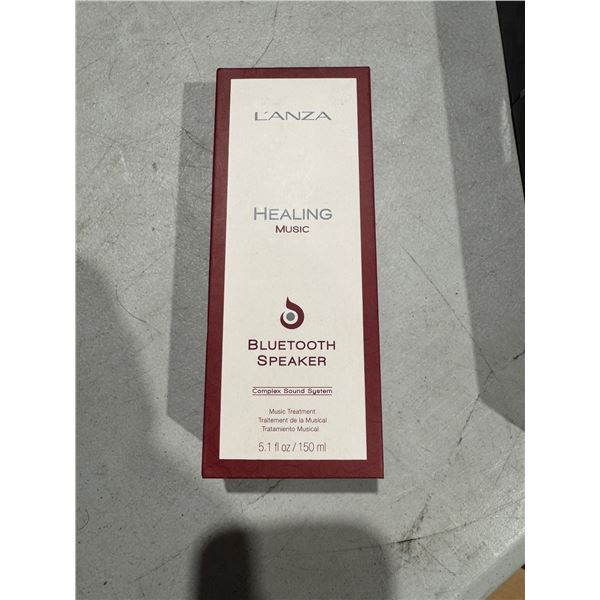 L'ANZA
HEALING
MUSIC
BLUETOOTH
SPEAKER
Complex Sound System
Music Treatment
Traitement de la Musical
Tratamiento Musical
5.1 fl oz / 150 ml